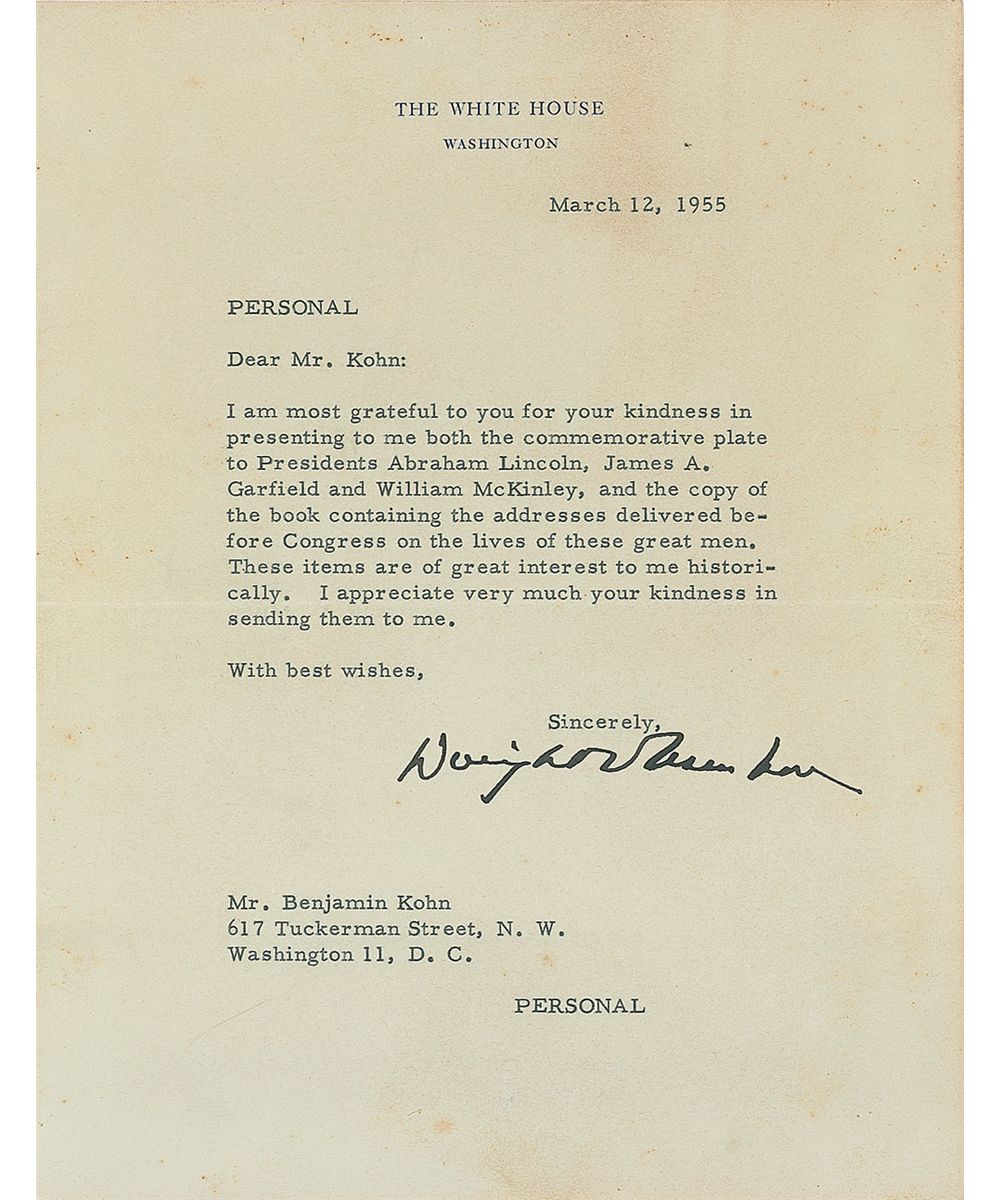 THE WHITE HOUSE
WASHINGTON
March 12, 1955
PERSONAL
Dear Mr. Kohn:
I am most grateful to you for your kindness in
presenting to me both the commemorative plate
to Presidents Abraham Lincoln, James A.
Garfield and William McKinley, and the copy of
the book containing the addresses delivered be-
fore Congress on the lives of these great men.
These items are of great interest to me histori-
cally. I appreciate very much your kindness in
sending them to me.
With best wishes,
Sincerely,
Dwight D Eisenhower
Mr. Benjamin Kohn
617 Tuckerman Street, N. W.
Washington 11, D. C.
PERSONAL